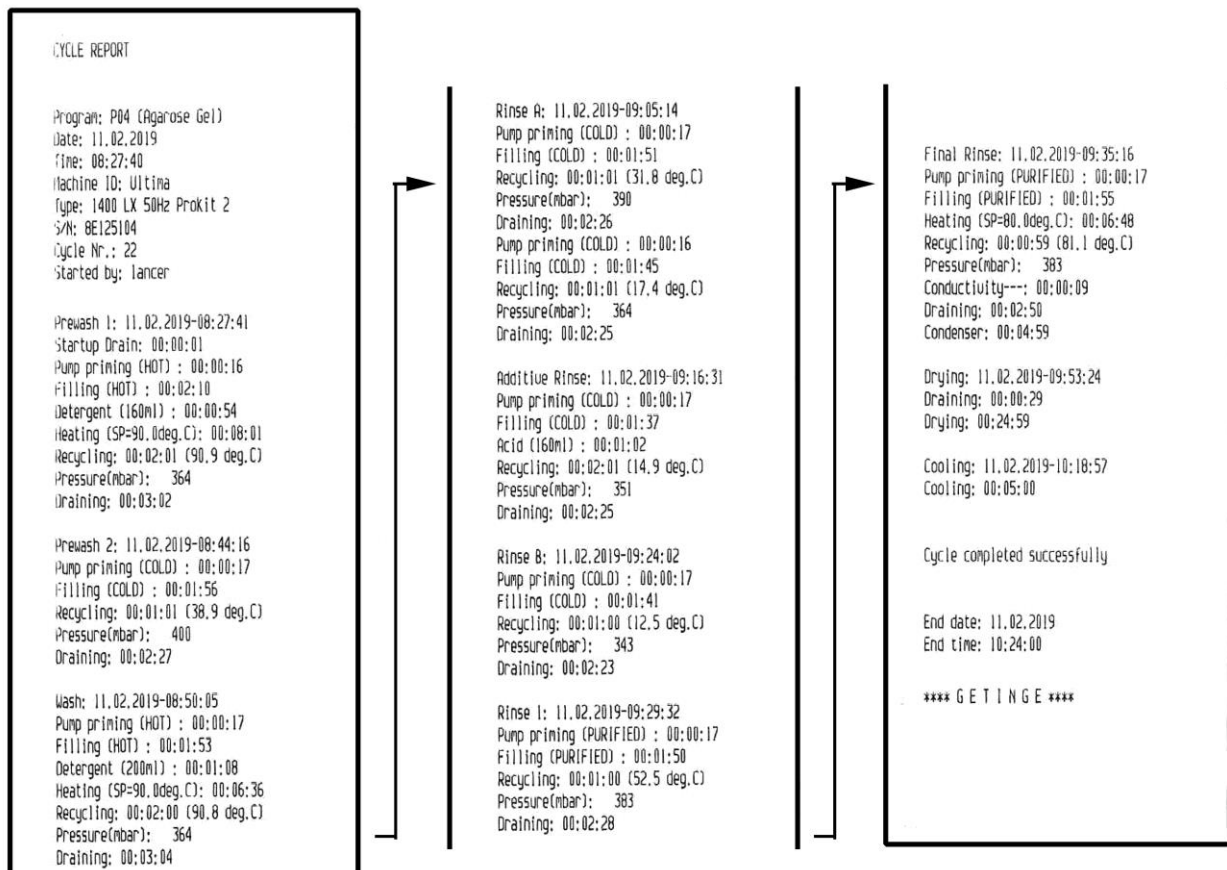 CYCLE REPORT
Program: P04 (Agarose Gel)
Date: 11.02.2019
Time: 08:27:40
Machine ID: Ultima
Type: 1400 LX 50Hz ProKit 2
S/N: 8E125104
Cycle Nr.: 22
Started by: lancer
Prewash 1: 11.02.2019-08:27:41
Startup Drain: 00:00:01
Pump priming (HOT) : 00:00:16
Filling (HOT) : 00:02:10
Detergent (160ml) : 00:00:54
Heating (SP=90.0deg.C): 00:08:01
Recycling: 00:02:01 (90.9 deg.C)
Pressure(mbar): 364
Draining: 00:03:02
Prewash 2: 11.02.2019-08:44:16
Pump priming (COLD) : 00:00:17
Filling (COLD) : 00:01:56
Recycling: 00:01:01 (38.9 deg.C)
Pressure(mbar): 400
Draining: 00:02:27
Wash: 11.02.2019-08:50:05
Pump priming (HOT) : 00:00:17
Filling (HOT) : 00:01:53
Detergent (200ml) : 00:01:08
Heating (SP=90.0deg.C): 00:06:36
Recycling: 00:02:00 (90.8 deg.C)
Pressure(mbar): 364
Draining: 00:03:04
Rinse A: 11.02.2019-09:05:14
Pump priming (COLD) : 00:00:17
Filling (COLD) : 00:01:51
Recycling: 00:01:01 (31.8 deg.C)
Pressure(mbar): 390
Draining: 00:02:26
Pump priming (COLD) : 00:00:16
Filling (COLD) : 00:01:45
Recycling: 00:01:01 (17.4 deg.C)
Pressure(mbar): 364
Draining: 00:02:25
Additive Rinse: 11.02.2019-09:16:31
Pump priming (COLD) : 00:00:17
Filling (COLD) : 00:01:37
Acid (160ml) : 00:01:02
Recycling: 00:02:01 (14.9 deg.C)
Pressure(mbar): 351
Draining: 00:02:25
Rinse B: 11.02.2019-09:24:02
Pump priming (COLD) : 00:00:17
Filling (COLD) : 00:01:41
Recycling: 00:01:00 (12.5 deg.C)
Pressure(mbar): 343
Draining: 00:02:23
Rinse 1: 11.02.2019-09:29:32
Pump priming (PURIFIED) : 00:00:17
Filling (PURIFIED) : 00:01:50
Recycling: 00:01:00 (52.5 deg.C)
Pressure(mbar): 383
Draining: 00:02:28
Final Rinse: 11.02.2019-09:35:16
Pump priming (PURIFIED) : 00:00:17
Filling (PURIFIED) : 00:01:55
Heating (SP=80.0deg.C): 00:06:48
Recycling: 00:00:59 (81.1 deg.C)
Pressure(mbar): 383
Conductivity---: 00:00:09
Draining: 00:02:50
Condenser: 00:04:59
Drying: 11.02.2019-09:53:24
Draining: 00:00:29
Drying: 00:24:59
Cooling: 11.02.2019-10:18:57
Cooling: 00:05:00
Cycle completed successfully
End date: 11.02.2019
End time: 10:24:00
**** G E T I N G E ****